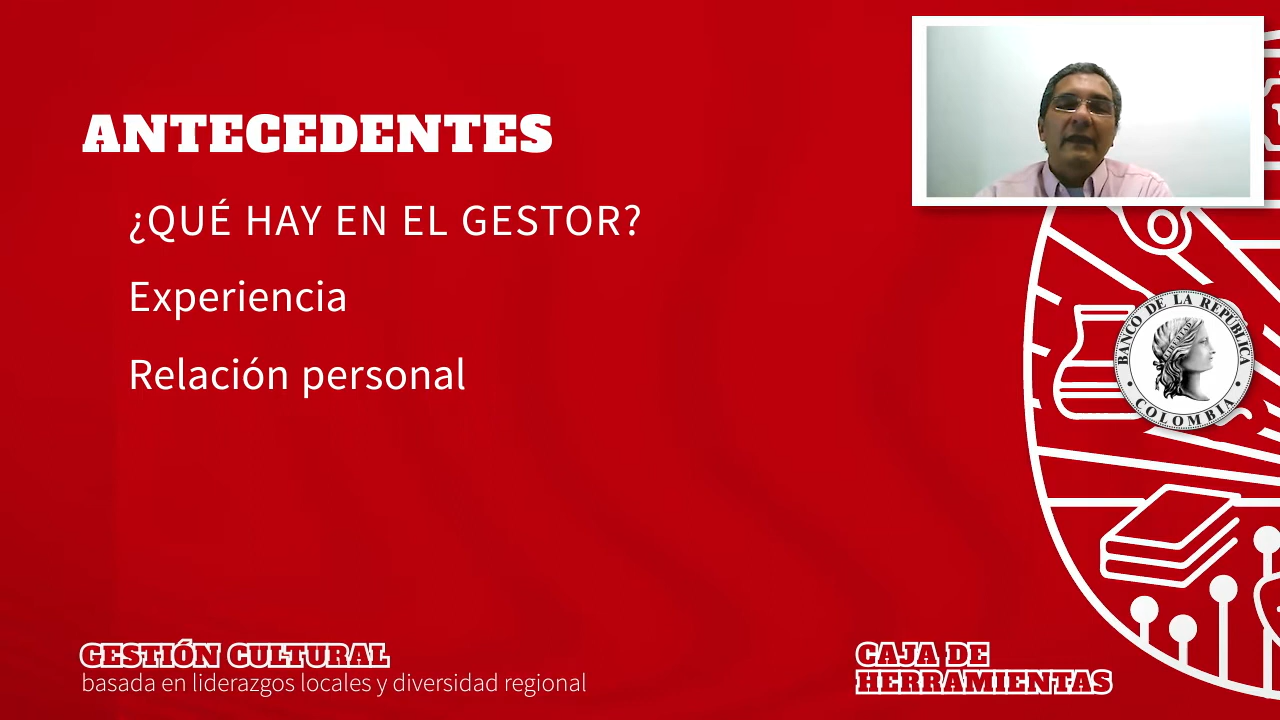 ANTECEDENTES
¿QUÉ HAY EN EL GESTOR?
Experiencia
Relación personal
BANCO DE LA REPÚBLICA
LIBERTAD
COLOMBIA
GESTIÓN CULTURAL
basada en liderazgos locales y diversidad regional
CAJA DE
HERRAMIENTAS